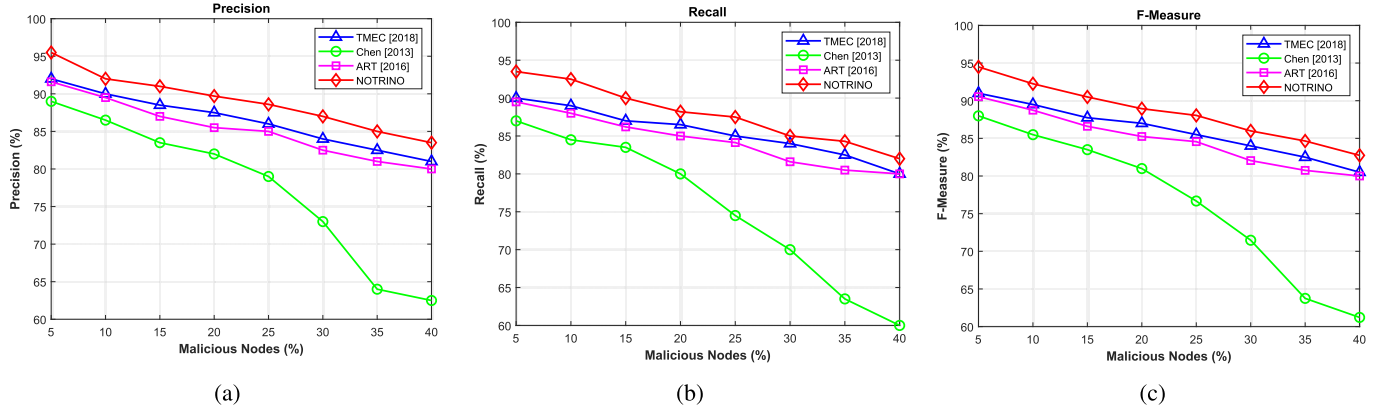 Precision
100
95
90
85
80
75
70
65
60
Precision (%)
TMEC [2018]
Chen [2013]
ART [2016]
NOTRINO
5 10 15 20 25 30 35 40
Malicious Nodes (%)
(a)
Recall
100
95
90
85
80
75
70
65
60
Recall (%)
TMEC [2018]
Chen [2013]
ART [2016]
NOTRINO
5 10 15 20 25 30 35 40
Malicious Nodes (%)
(b)
F-Measure
100
95
90
85
80
75
70
65
60
F-Measure (%)
TMEC [2018]
Chen [2013]
ART [2016]
NOTRINO
5 10 15 20 25 30 35 40
Malicious Nodes (%)
(c)